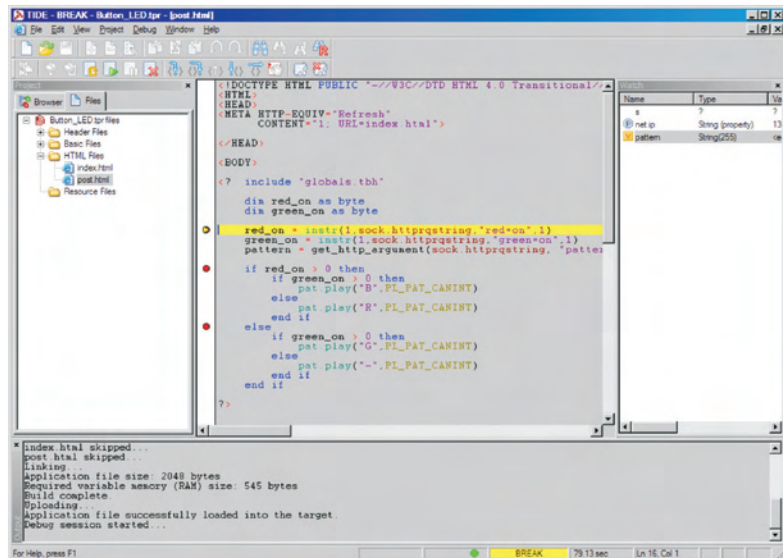 TIDE - BREAK - Button_LED.tpr - [post.html]
File Edit View Project Debug Window Help
Project
Browser Files
Button_LED.tpr files
Header Files
Basic Files
HTML Files
index.html
post.html
Resource Files
<!DOCTYPE HTML PUBLIC "-//W3C//DTD HTML 4.0 Transitional//
<HTML>
<HEAD>
<META HTTP-EQUIV="Refresh"
CONTENT="1; URL=index.html">
</HEAD>
<BODY>
<? include "globals.tbh"
dim red_on as byte
dim green_on as byte
red_on = instr(1,sock.httprqstring,"red=on",1)
green_on = instr(1,sock.httprqstring,"green=on",1)
pattern = get_http_argument(sock.httprqstring, "patter
if red_on > 0 then
if green_on > 0 then
pat.play("B",PL_PAT_CANINT)
else
pat.play("R",PL_PAT_CANINT)
end if
else
if green_on > 0 then
pat.play("G",PL_PAT_CANINT)
else
pat.play("-",PL_PAT_CANINT)
end if
end if
?>
Watch
Name Type Va
s ? ?
net.ip String (property) 13
pattern String(255)
index.html skipped...
post.html skipped...
Linking...
Application file size: 2048 bytes
Required variable memory (RAM) size: 545 bytes
Build complete.
Uploading...
Application file successfully loaded into the target.
Debug session started...
For Help, press F1 BREAK 79.13 sec Ln 16, Col 1